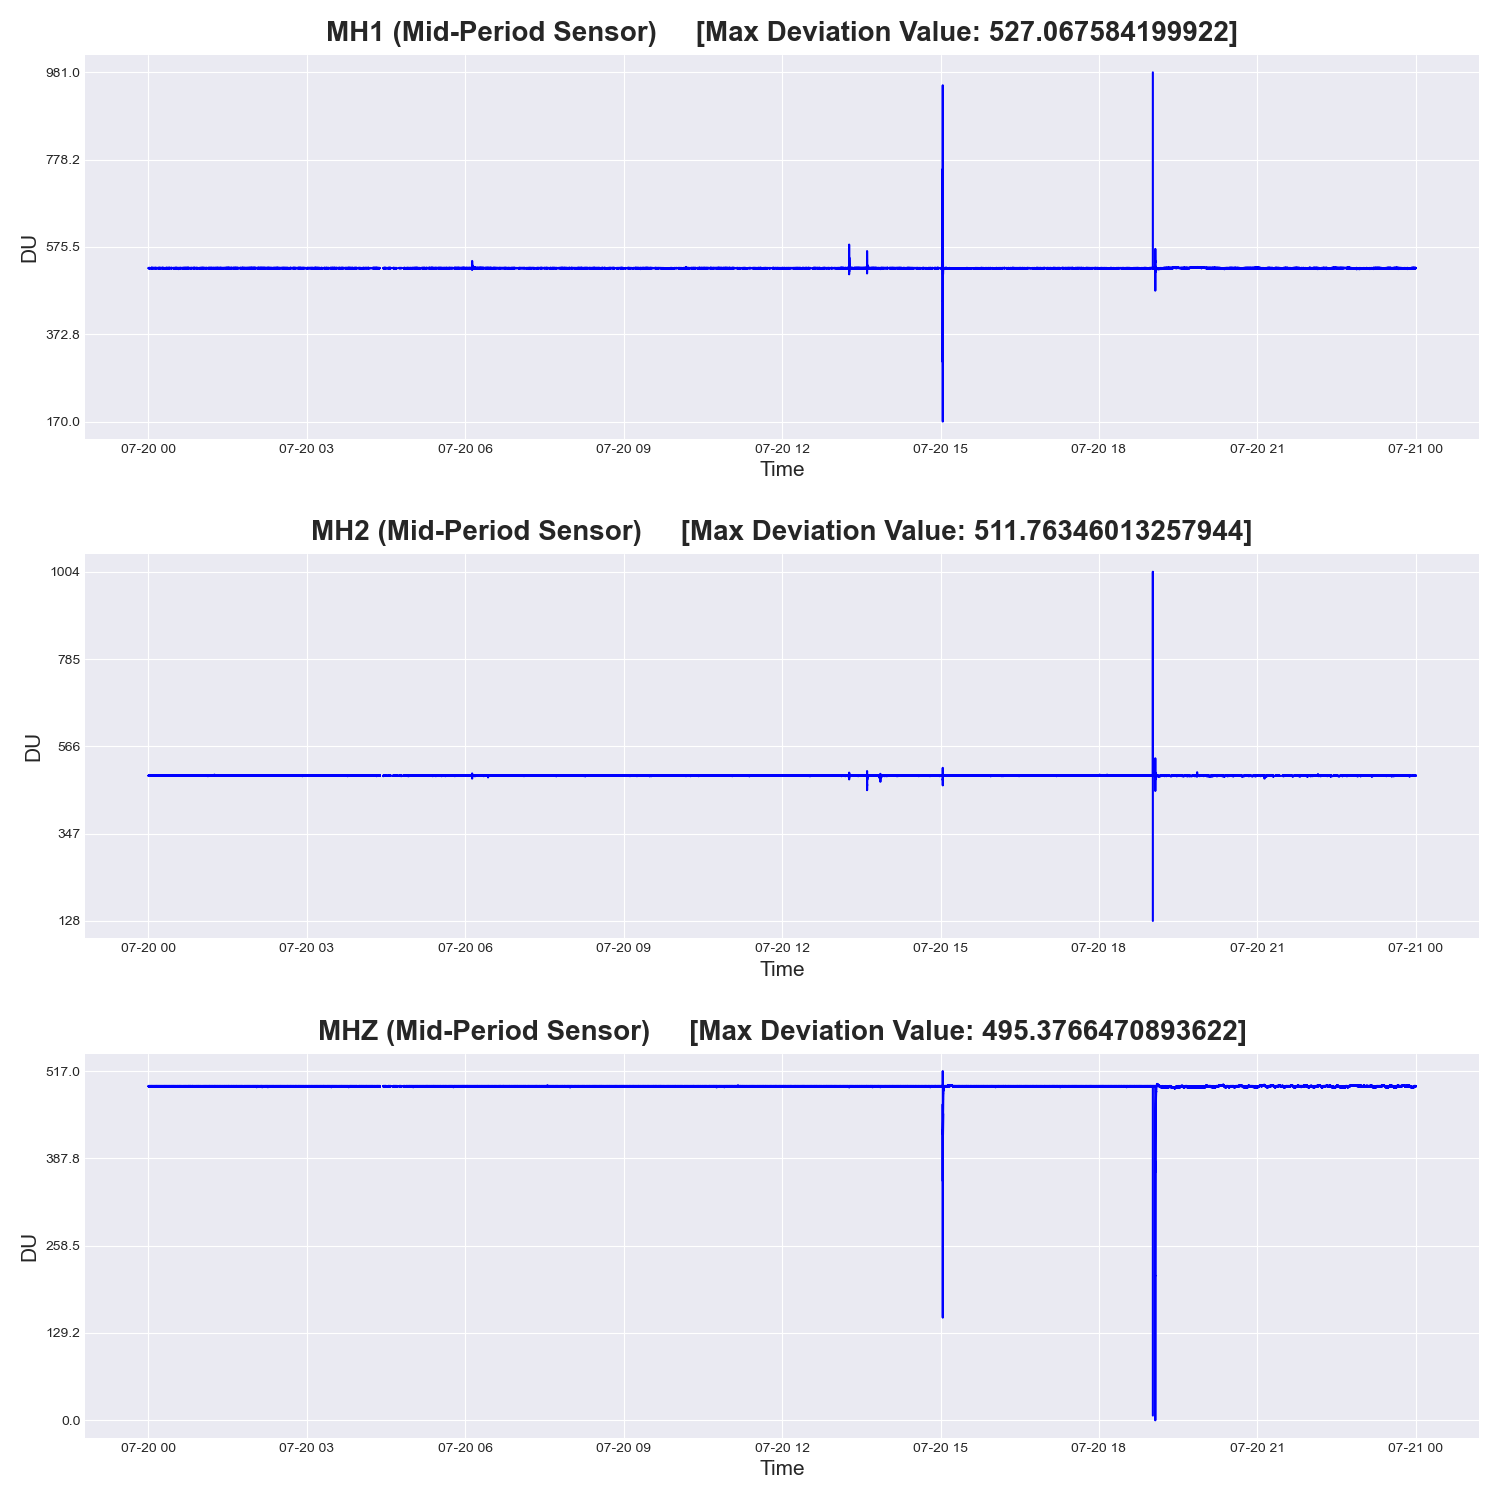 MH1 (Mid-Period Sensor) [Max Deviation Value: 527.067584199922]
981.0
778.2
575.5
372.8
170.0
DU
07-20 00 07-20 03 07-20 06 07-20 09 07-20 12 07-20 15 07-20 18 07-20 21 07-21 00
Time
MH2 (Mid-Period Sensor) [Max Deviation Value: 511.76346013257944]
1004
785
566
347
128
DU
07-20 00 07-20 03 07-20 06 07-20 09 07-20 12 07-20 15 07-20 18 07-20 21 07-21 00
Time
MHZ (Mid-Period Sensor) [Max Deviation Value: 495.3766470893622]
517.0
387.8
258.5
129.2
0.0
DU
07-20 00 07-20 03 07-20 06 07-20 09 07-20 12 07-20 15 07-20 18 07-20 21 07-21 00
Time